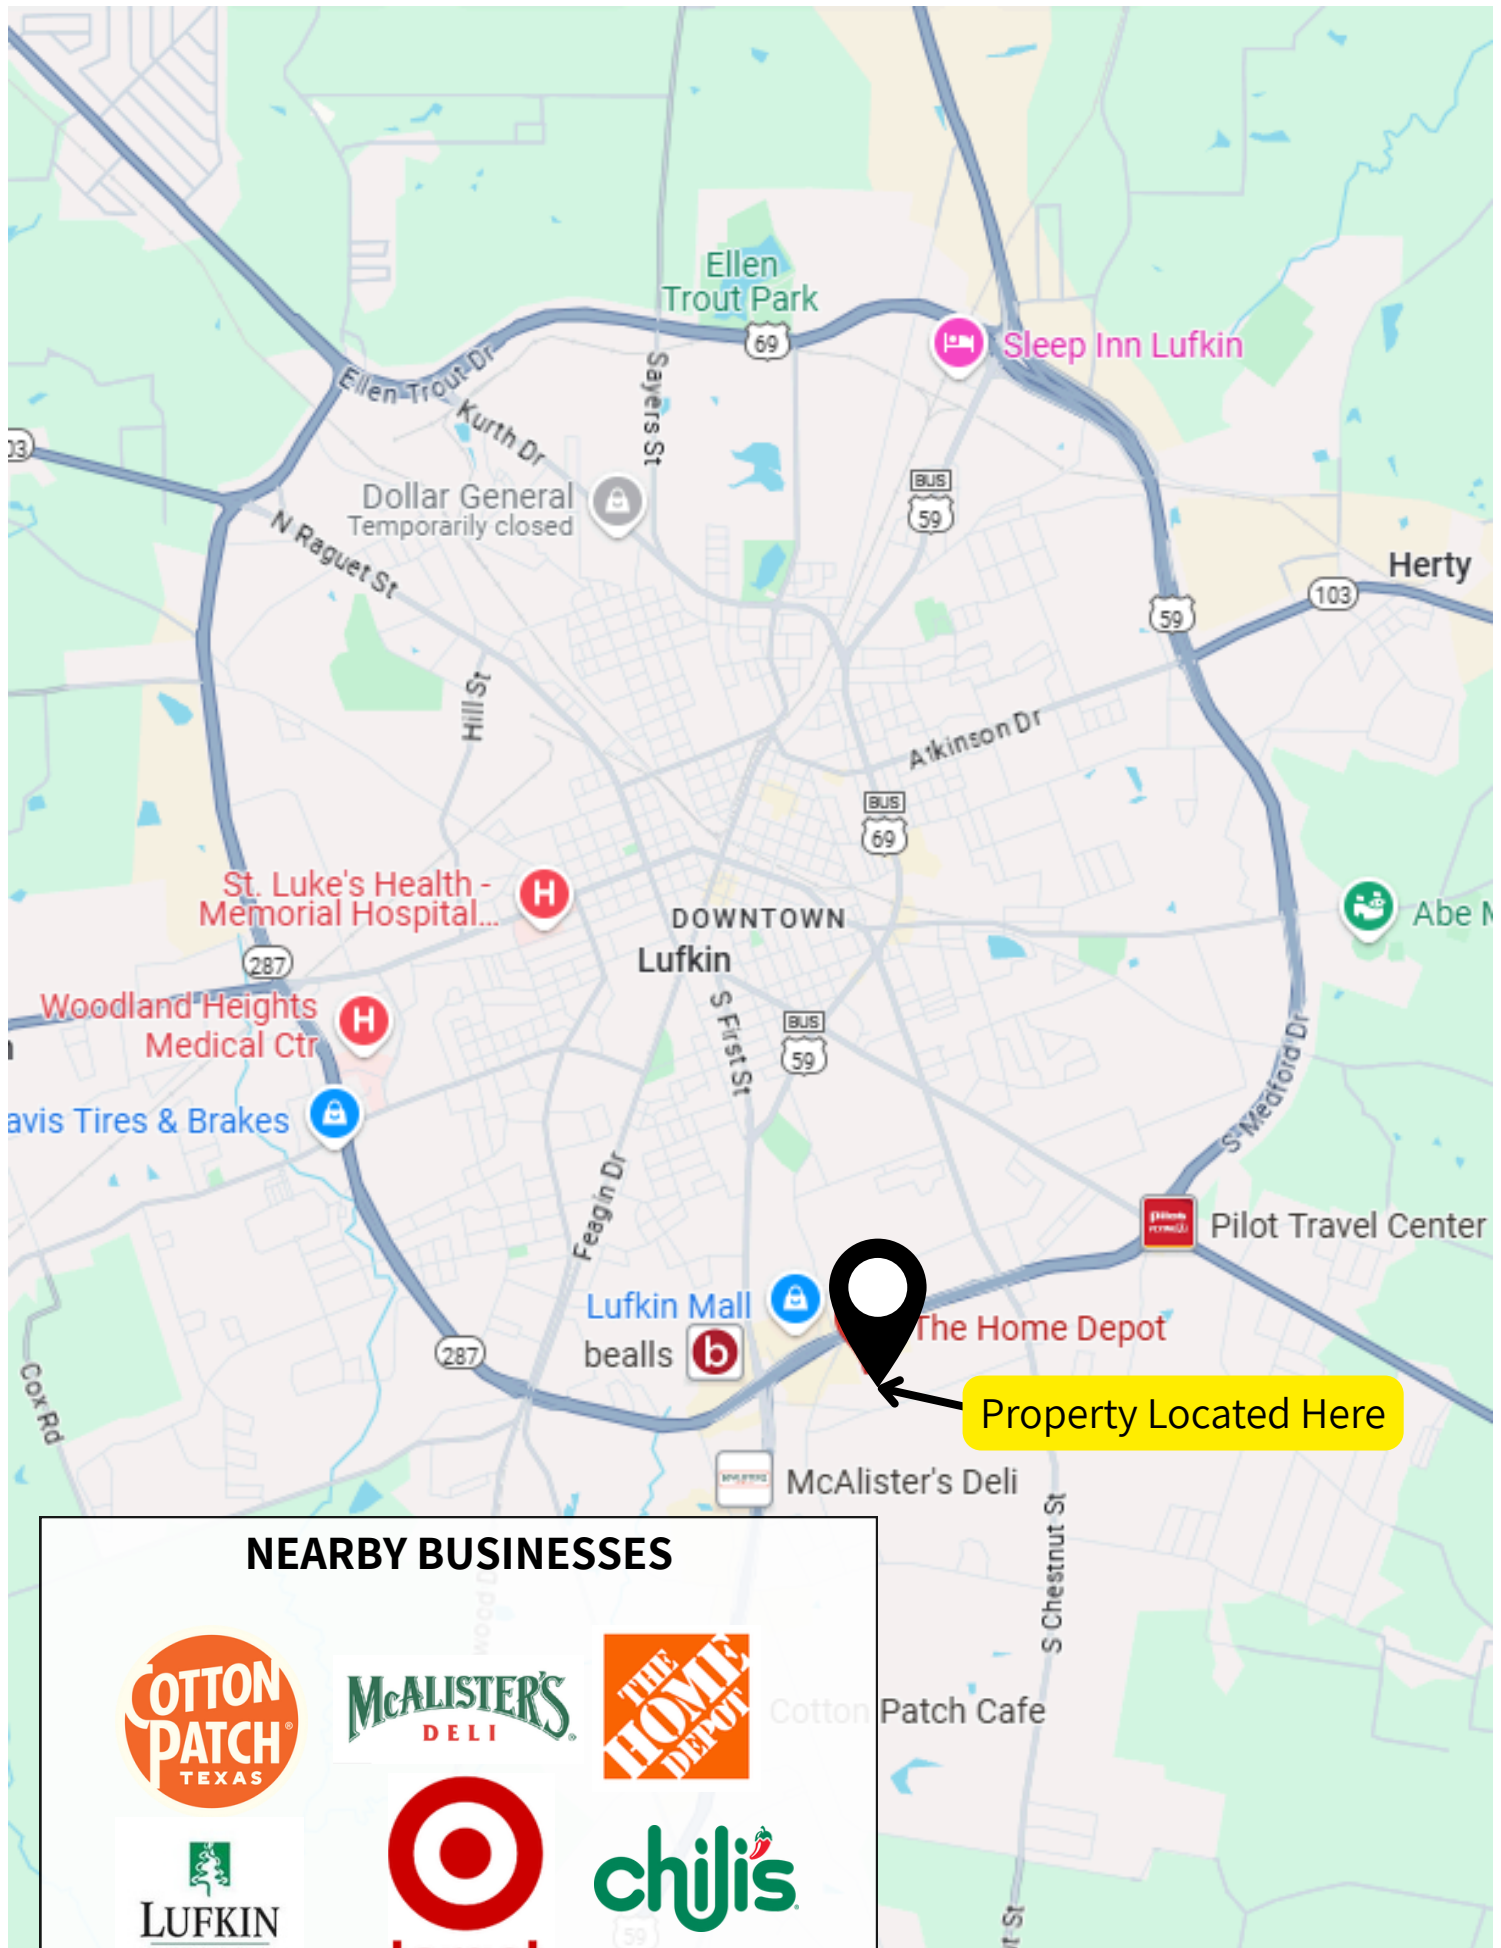 Ellen
Trout Park
69
Sleep Inn Lufkin
Ellen Trout Dr
Kurth Dr
Sayers St
03
Dollar General
Temporarily closed
BUS
59
N Raguet St
Herty
103
59
Hill St
Atkinson Dr
BUS
69
St. Luke's Health -
Memorial Hospital...
DOWNTOWN
Lufkin
Abe M
287
Woodland Heights
Medical Ctr
S First St
BUS
59
S Medford Dr
avis Tires & Brakes
Feagin Dr
Pilot Travel Center
Lufkin Mall
The Home Depot
bealls
287
Cox Rd
Property Located Here
McAlister's Deli
S Chestnut St
NEARBY BUSINESSES
wood D
COTTON
PATCH
TEXAS
McALISTER'S
DELI
THE
HOME
DEPOT
Cotton Patch Cafe
LUFKIN
chili's
59
t St